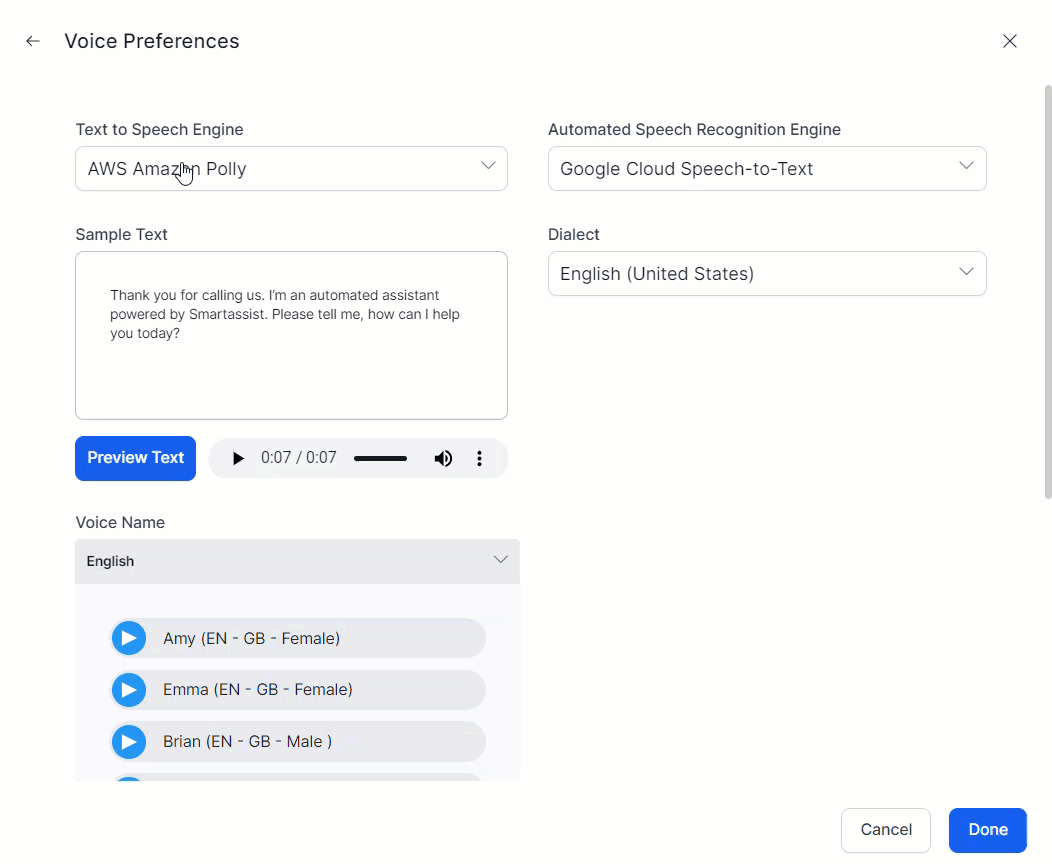 Voice Preferences
Text to Speech Engine
AWS Amazon Polly
Automated Speech Recognition Engine
Google Cloud Speech-to-Text
Sample Text
Thank you for calling us. I'm an automated assistant
powered by Smartassist. Please tell me, how can I help
you today?
Dialect
English (United States)
Preview Text
0:07 / 0:07
Voice Name
English
Amy (EN - GB - Female)
Emma (EN - GB - Female)
Brian (EN - GB - Male )
Cancel
Done